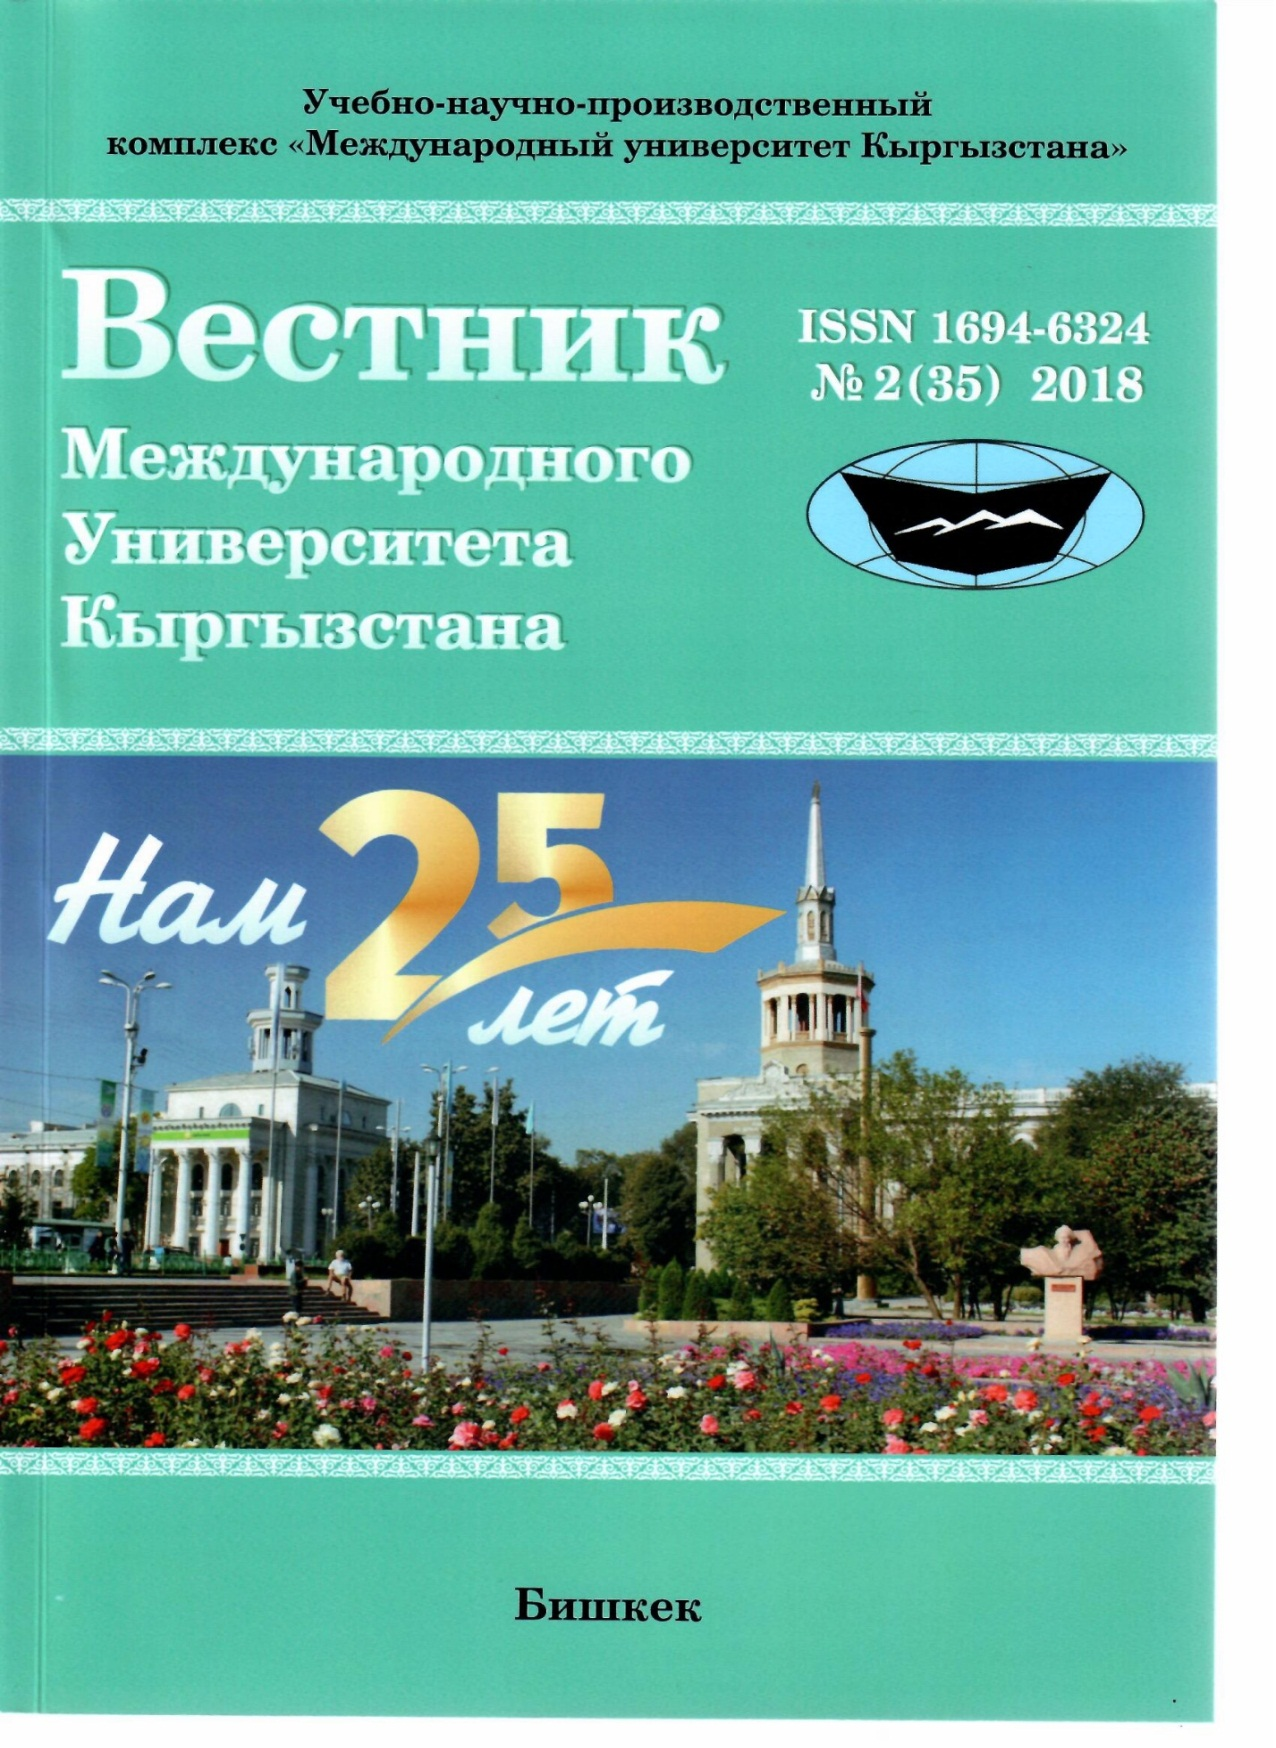 Учебно-научно-производственный
комплекс «Международный университет Кыргызстана»
Вестник
Международного
Университета
Кыргызстана
ISSN 1694-6324
№ 2(35) 2018
Нам 25 лет
Бишкек